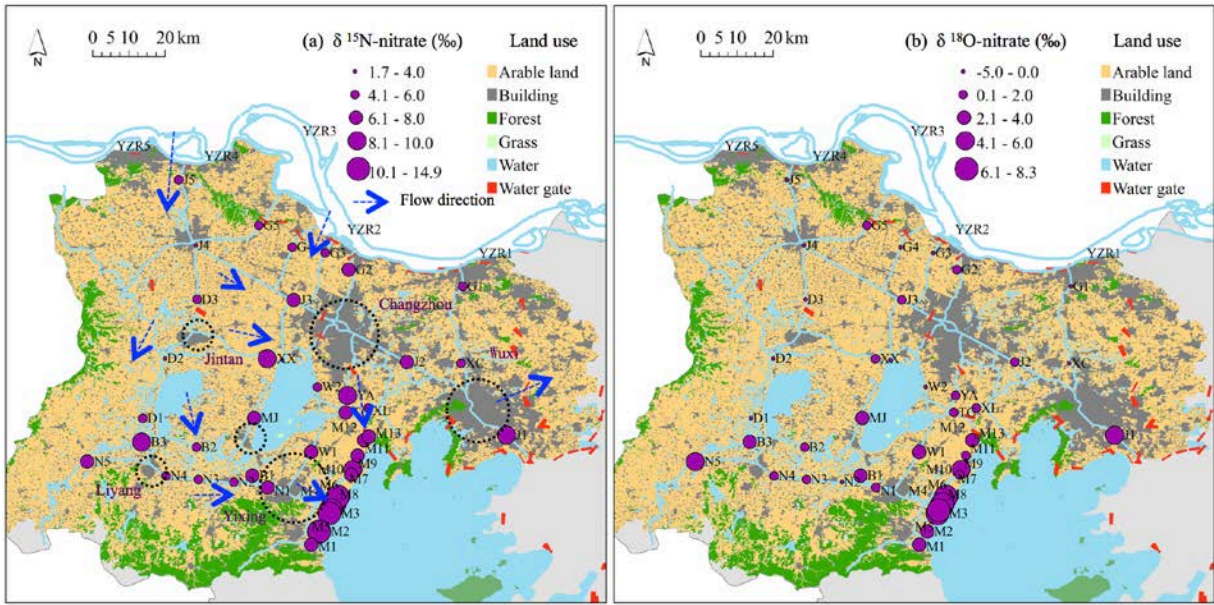 0 5 10 20 km
N
(a) δ ¹⁵N-nitrate (‰)
1.7 - 4.0
4.1 - 6.0
6.1 - 8.0
8.1 - 10.0
10.1 - 14.9
Flow direction
Land use
Arable land
Building
Forest
Grass
Water
Water gate
YZR3
YZR5
YZR4
J5
G5
YZR2
J4
G4
G3
G2
YZR1
G1
D3
J3
Changzhou
Jintan
D2
XX
J2
XC
Wuxi
W2
YA
XL
D1
MJ
M12
M13
J1
B3
B2
W1
M11
M9
N5
M10
M7
Liyang
N4
B1
N1
M6
M8
Yixing
M3
M2
M1
0 5 10 20 km
N
(b) δ ¹⁸O-nitrate (‰)
-5.0 - 0.0
0.1 - 2.0
2.1 - 4.0
4.1 - 6.0
6.1 - 8.3
Land use
Arable land
Building
Forest
Grass
Water
Water gate
YZR3
YZR5
YZR4
J5
G5
YZR2
J4
G4
G3
G2
YZR1
G1
D3
J3
D2
XX
J2
XC
W2
YA
LC
XL
D1
MJ
M12
M13
J1
B3
B2
W1
M11
M9
N5
M10
M7
N4
N3
N2
B1
N1
M4
M6
M8
M3
M2
M1